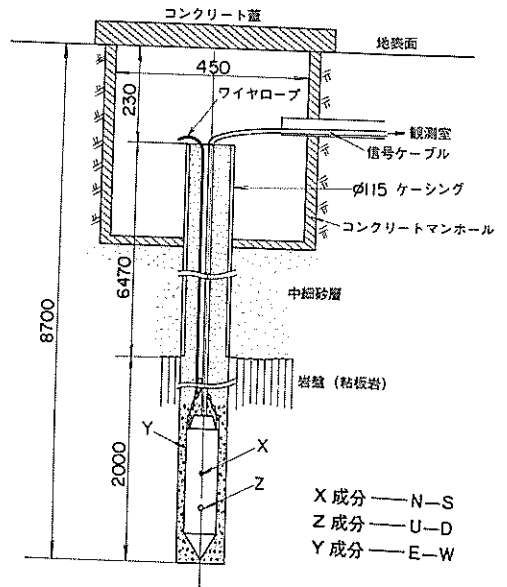 コンクリート蓋
地表面
450
230
ワイヤロープ
観測室
信号ケーブル
φ115 ケーシング
コンクリートマンホール
6470
中細砂層
8700
岩盤 (粘板岩)
2000
Y
X
Z
X 成分 — N-S
Z 成分 — U-D
Y 成分 — E-W